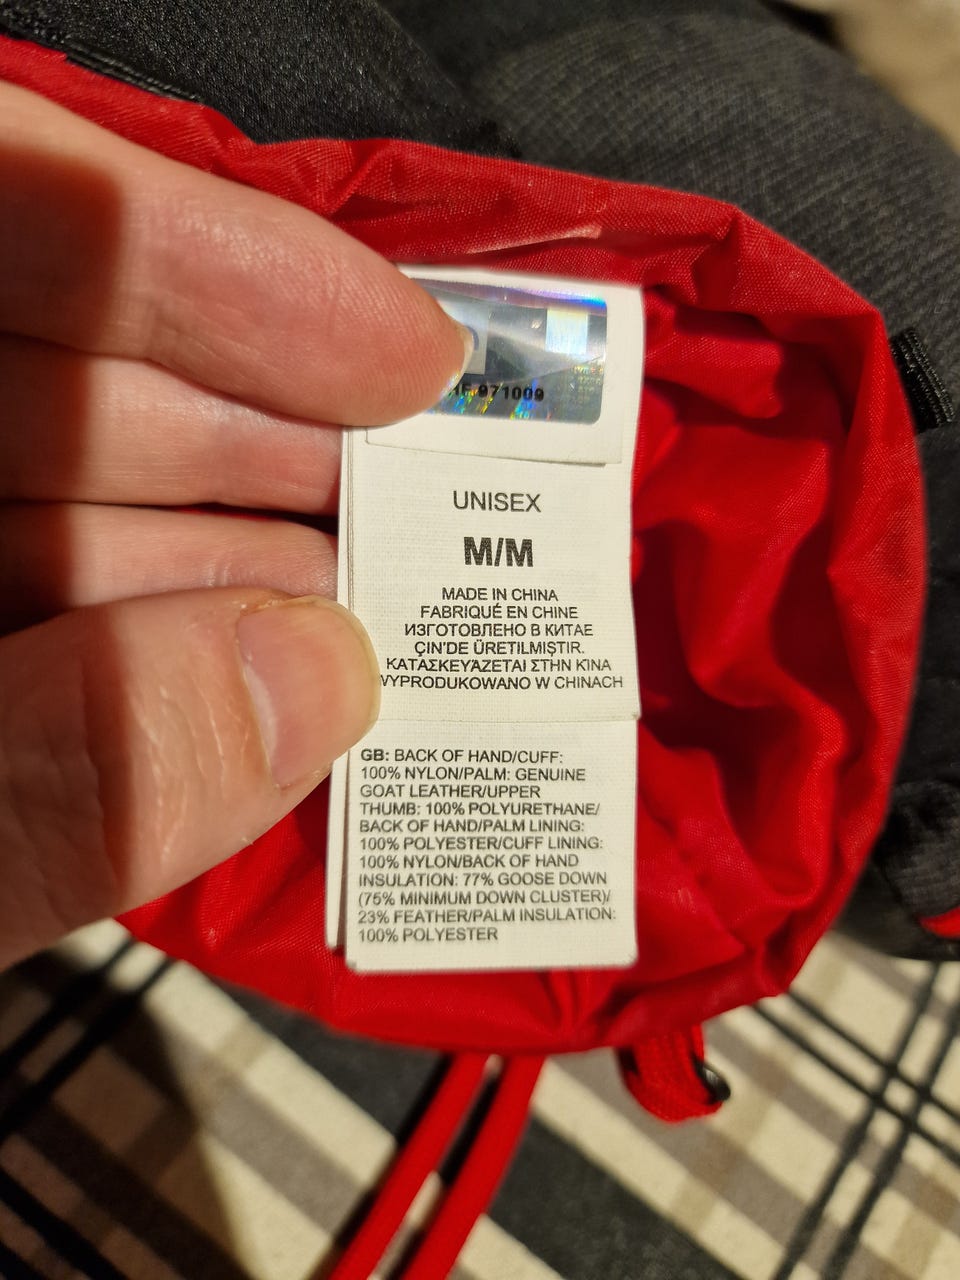 971009
UNISEX
M/M
MADE IN CHINA
FABRIQUÉ EN CHINE
ИЗГОТОВЛЕНО В КИТАЕ
ÇIN'DE ÜRETILMIŞTIR.
ΚΑΤΑΣΚΕΥΆΖΕΤΑΙ ΣΤΗΝ ΚΊΝΑ
WYPRODUKOWANO W CHINACH
GB: BACK OF HAND/CUFF:
100% NYLON/PALM: GENUINE
GOAT LEATHER/UPPER
THUMB: 100% POLYURETHANE/
BACK OF HAND/PALM LINING:
100% POLYESTER/CUFF LINING:
100% NYLON/BACK OF HAND
INSULATION: 77% GOOSE DOWN
(75% MINIMUM DOWN CLUSTER)/
23% FEATHER/PALM INSULATION:
100% POLYESTER